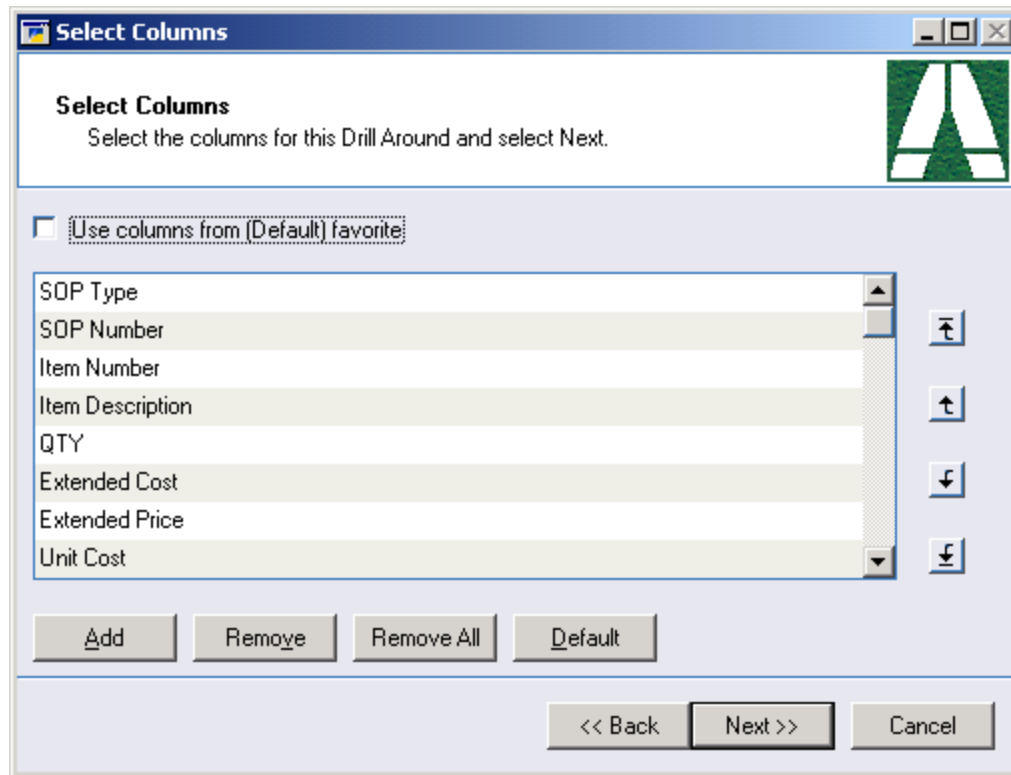 Select Columns
Select Columns
Select the columns for this Drill Around and select Next.
Use columns from (Default) favorite
SOP Type
SOP Number
Item Number
Item Description
QTY
Extended Cost
Extended Price
Unit Cost
Add Remove Remove All Default
<< Back Next >> Cancel